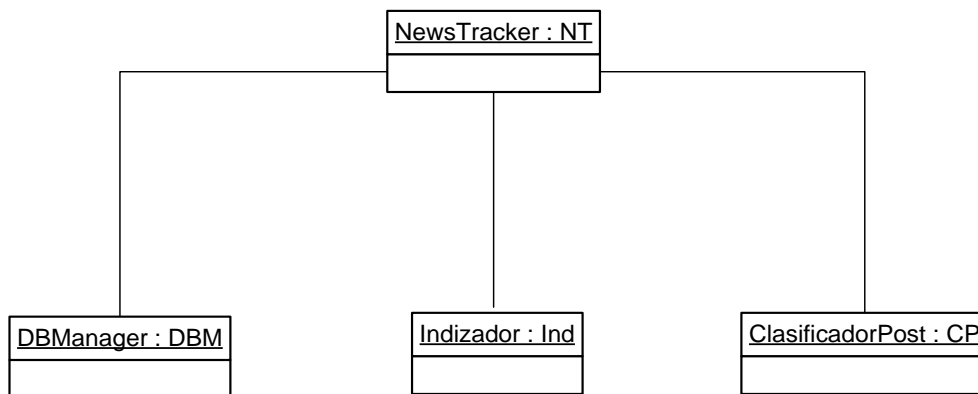 NewsTracker : NT
DBManager : DBM
Indizador : Ind
ClasificadorPost : CP